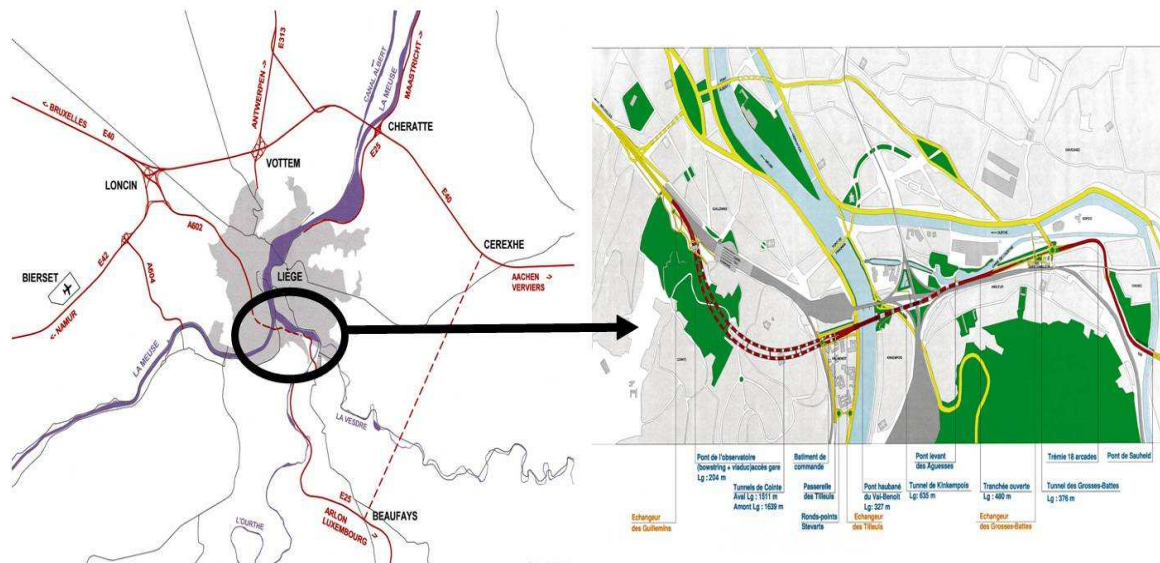 E313
CANAL ALBERT
LA MEUSE
MAASTRICHT >
< BRUXELLES
E40
ANTWERPEN >
CHERATTE
E25
VOTTEM
LONCIN
A602
E40
CEREXHE
E42
BIERSET
A604
LIÈGE
AACHEN >
VERVIERS
< NAMUR
LA MEUSE
LA VESDRE
E25
BEAUFAYS
ARLON
LUXEMBOURG
L'OURTHE
Pont de l'observatoire
(bowstring + viaduc)accès gare
Lg : 204 m
Tunnels de Cointe
Aval Lg : 1511 m
Amont Lg : 1639 m
Batiment de
commande
Passerelle
des Tilleuls
Ronds-points
Stevarts
Pont haubané
du Val-Benoit
Lg : 327 m
Pont levant
des Aguesses
Tunnel de Kinkempois
Lg : 635 m
Tranchée ouverte
Lg : 480 m
Trémie 18 arcades
Pont de Sauheid
Tunnel des Grosses-Battes
Lg : 376 m
Echangeur
des Guillemins
Echangeur
des Tilleuls
Echangeur
des Grosses-Battes